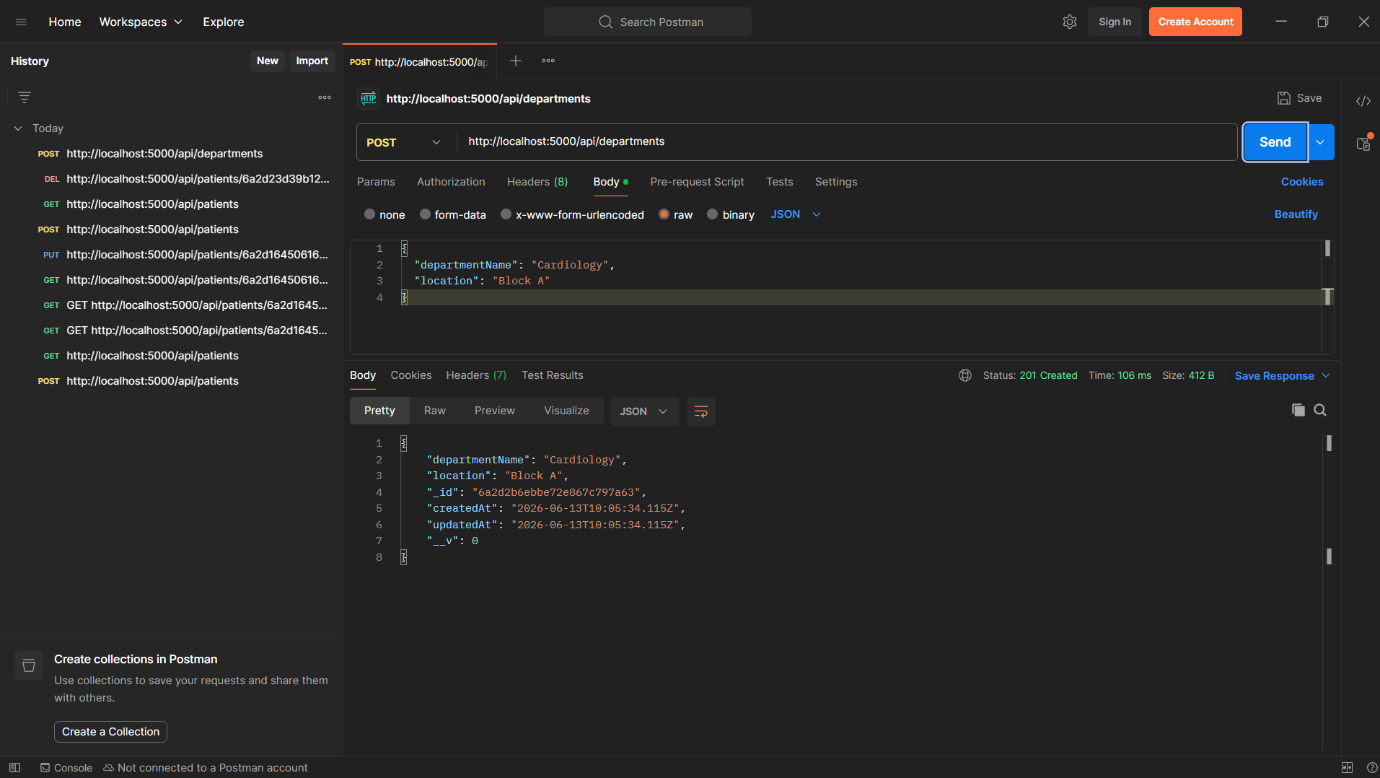 Home Workspaces Explore
Search Postman
Sign In Create Account
History
New Import
POST http://localhost:5000/ap
HTTP http://localhost:5000/api/departments
Save
Today
POST http://localhost:5000/api/departments
DEL http://localhost:5000/api/patients/6a2d23d39b12...
GET http://localhost:5000/api/patients
POST http://localhost:5000/api/patients
PUT http://localhost:5000/api/patients/6a2d16450616...
GET http://localhost:5000/api/patients/6a2d16450616...
GET GET http://localhost:5000/api/patients/6a2d1645...
GET GET http://localhost:5000/api/patients/6a2d1645...
GET http://localhost:5000/api/patients
POST http://localhost:5000/api/patients
Create collections in Postman
Use collections to save your requests and share them
with others.
Create a Collection
POST http://localhost:5000/api/departments Send
Params Authorization Headers (8) Body Pre-request Script Tests Settings Cookies
none form-data x-www-form-urlencoded raw binary JSON Beautify
1 {
2 "departmentName": "Cardiology",
3 "location": "Block A"
4 }
Body Cookies Headers (7) Test Results Status: 201 Created Time: 106 ms Size: 412 B Save Response
Pretty Raw Preview Visualize JSON
1 {
2 "departmentName": "Cardiology",
3 "location": "Block A",
4 "_id": "6a2d2b6ebbe72e867c797a63",
5 "createdAt": "2026-06-13T10:05:34.115Z",
6 "updatedAt": "2026-06-13T10:05:34.115Z",
7 "__v": 0
8 }
Console Not connected to a Postman account